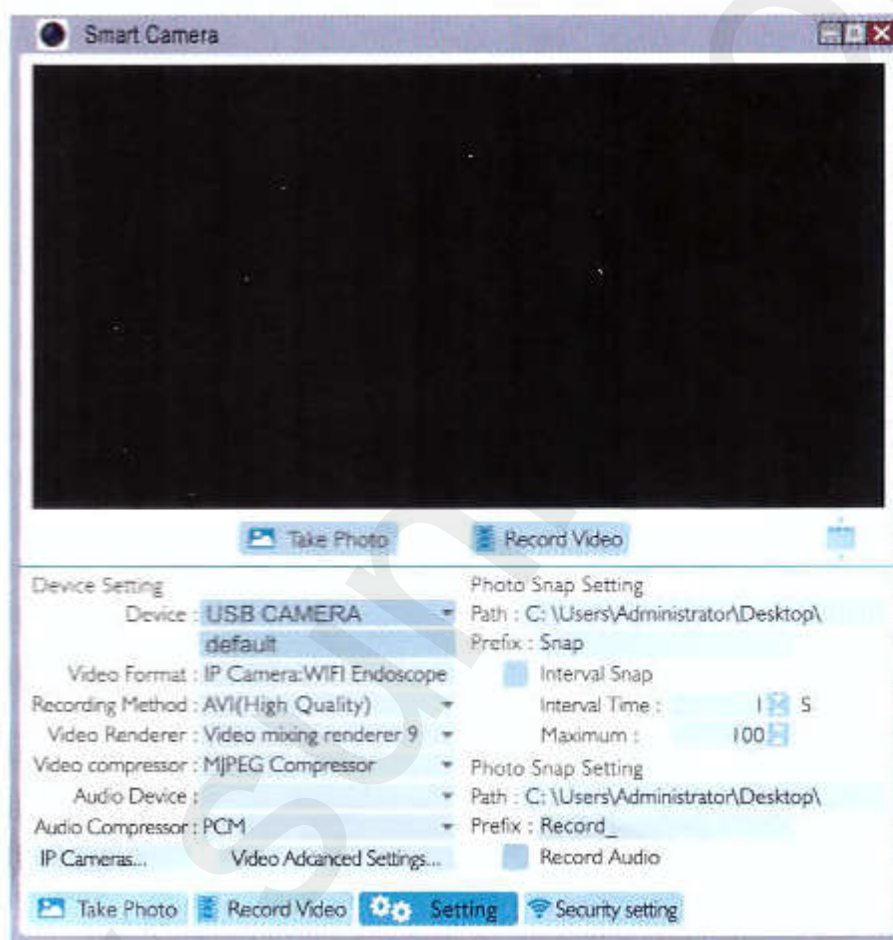 Smart Camera
Take Photo
Record Video
Device Setting
Device : USB CAMERA
default
Video Format : IP Camera:WIFI Endoscope
Recording Method : AVI(High Quality)
Video Renderer : Video mixing renderer 9
Video compressor : MJPEG Compressor
Audio Device :
Audio Compressor : PCM
IP Cameras...
Video Adcanced Settings...
Photo Snap Setting
Path : C: \Users\Administrator\Desktop\
Prefix : Snap
Interval Snap
Interval Time : 1 S
Maximum : 100
Photo Snap Setting
Path : C: \Users\Administrator\Desktop\
Prefix : Record_
Record Audio
Take Photo
Record Video
Setting
Security setting